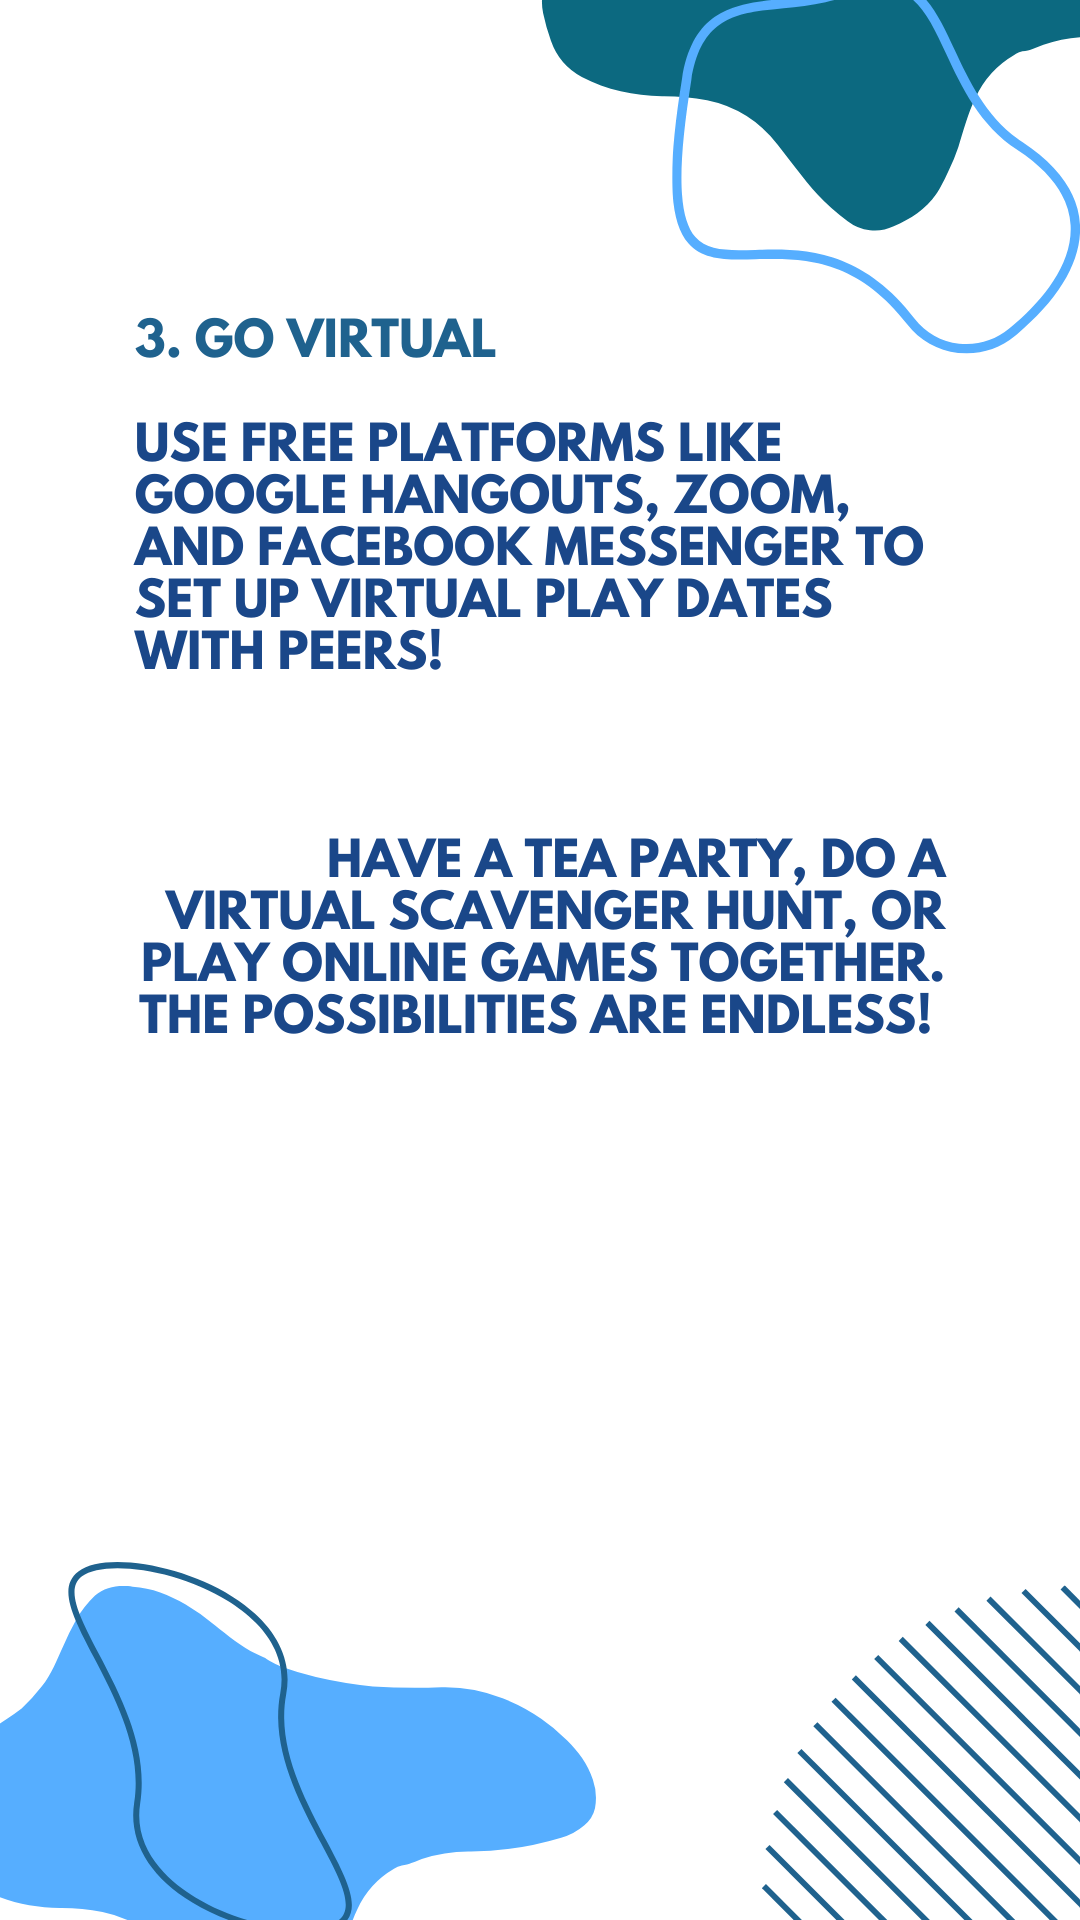 3. GO VIRTUAL
USE FREE PLATFORMS LIKE
GOOGLE HANGOUTS, ZOOM,
AND FACEBOOK MESSENGER TO
SET UP VIRTUAL PLAY DATES
WITH PEERS!
HAVE A TEA PARTY, DO A
VIRTUAL SCAVENGER HUNT, OR
PLAY ONLINE GAMES TOGETHER.
THE POSSIBILITIES ARE ENDLESS!